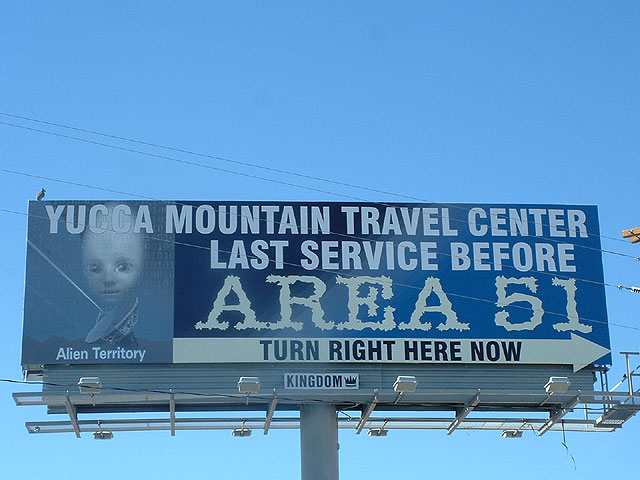 YUCCA MOUNTAIN TRAVEL CENTER
LAST SERVICE BEFORE
AREA 51
Alien Territory
TURN RIGHT HERE NOW
KINGDOM